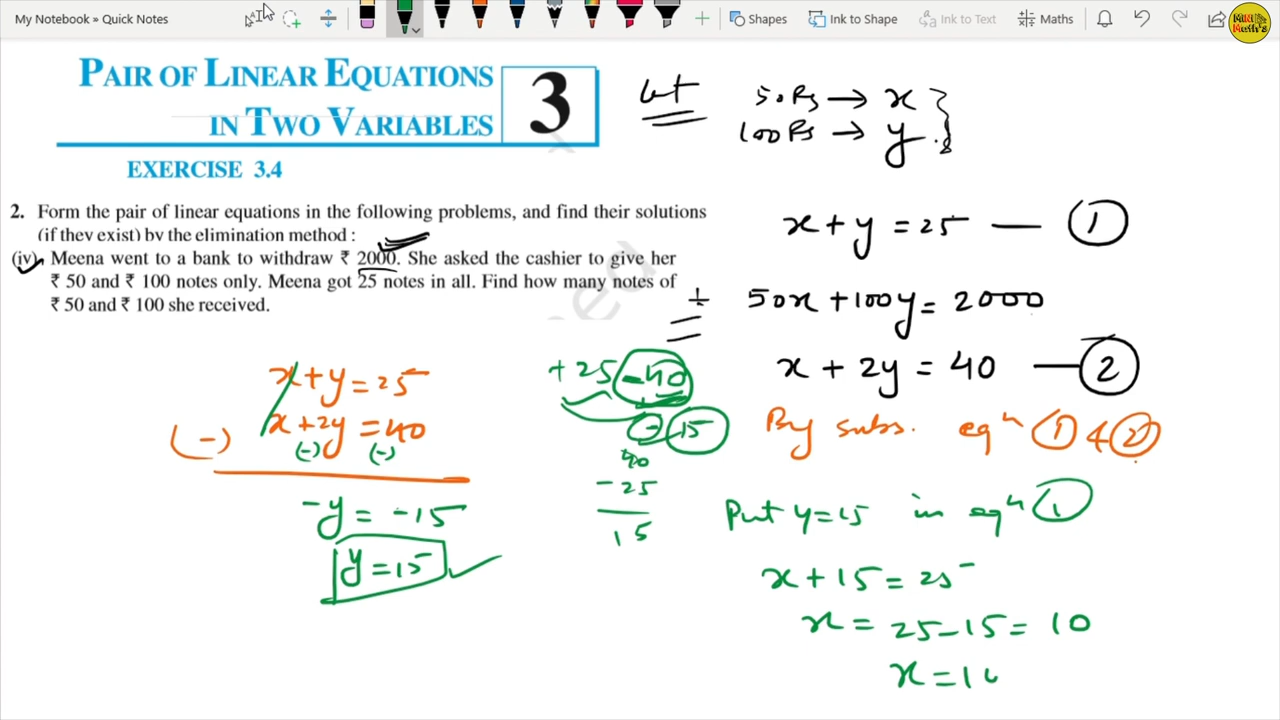 My Notebook » Quick Notes
Shapes
Ink to Shape
Ink to Text
Maths
PAIR OF LINEAR EQUATIONS
IN TWO VARIABLES
3
EXERCISE 3.4
2. Form the pair of linear equations in the following problems, and find their solutions
(if they exist) by the elimination method :
(iv) Meena went to a bank to withdraw ₹ 2000. She asked the cashier to give her
₹ 50 and ₹ 100 notes only. Meena got 25 notes in all. Find how many notes of
₹ 50 and ₹ 100 she received.
Let 50Rs → x
100Rs → y
x + y = 25 — ①
÷ 50x + 100y = 2000
x + 2y = 40 — ②
By subs. eqⁿ ① & ②
x + y = 25
x + 2y = 40
(-) (-) (-)
-y = -15
y = 15
+25 -40
-15
40
- 25
15
Put y = 15 in eqⁿ ①
x + 15 = 25
x = 25 - 15 = 10
x = 10